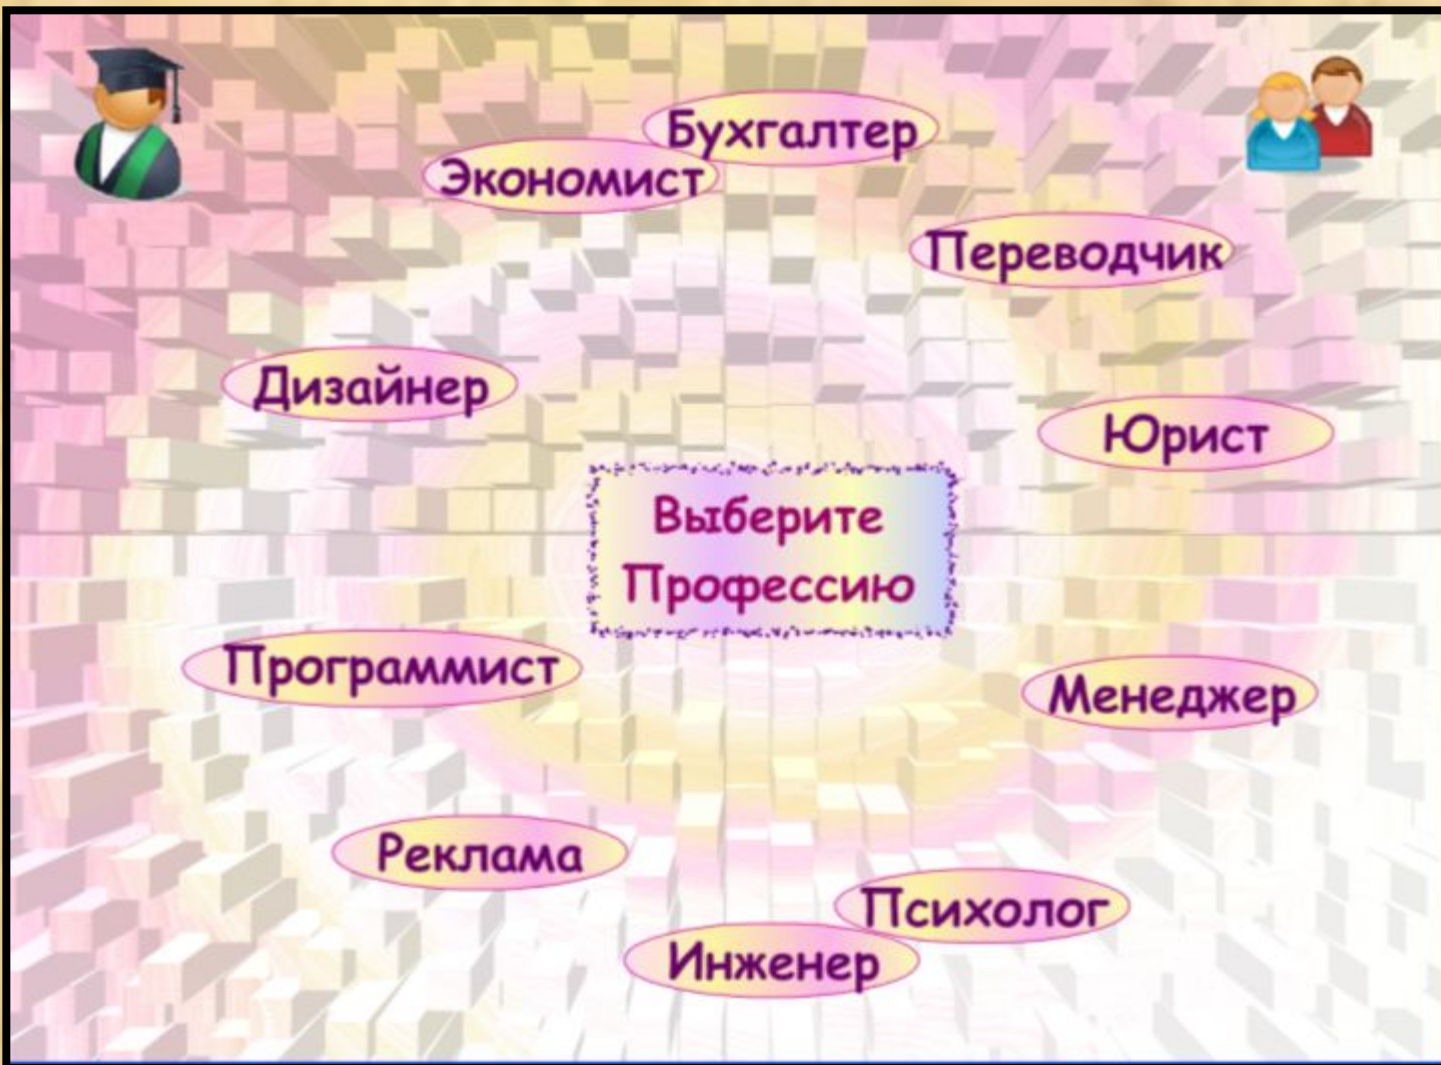 Бухгалтер
Экономист
Переводчик
Дизайнер
Юрист
Выберите
Профессию
Программист
Менеджер
Реклама
Психолог
Инженер